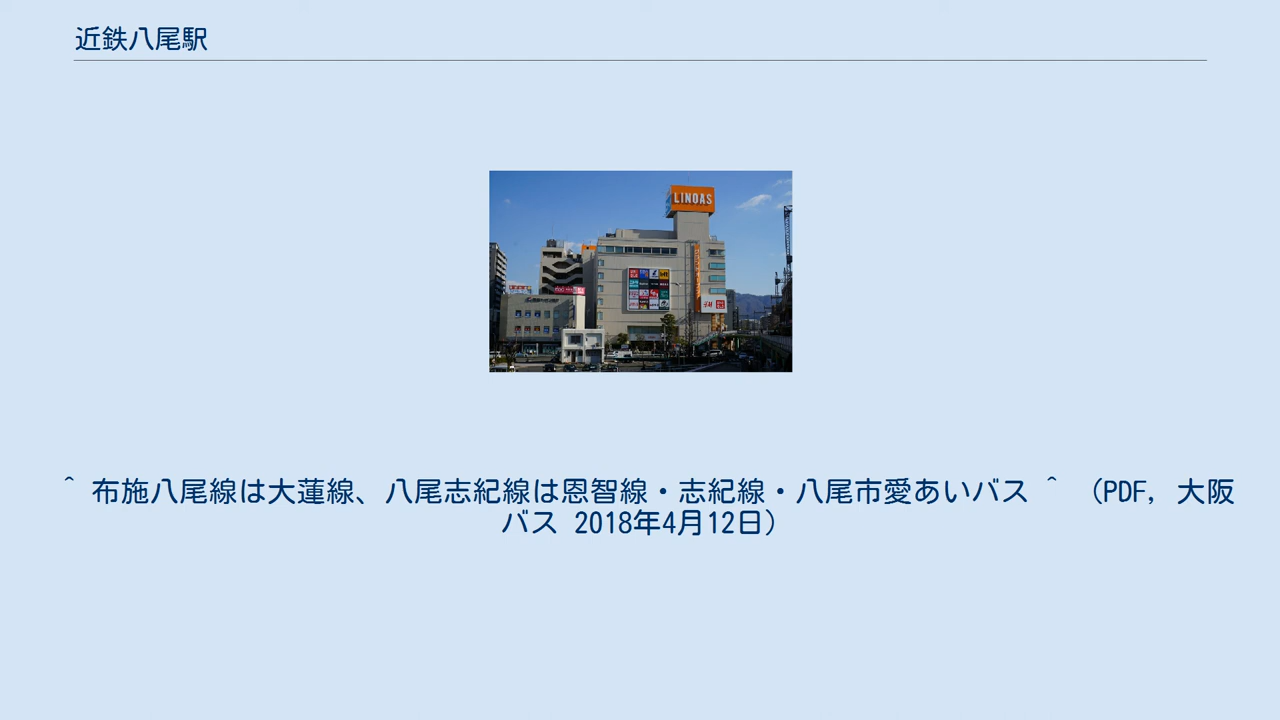 近鉄八尾駅
LINOAS
^ 布施八尾線は大蓮線、八尾志紀線は恩智線・志紀線・八尾市愛あいバス ^ （PDF, 大阪
バス 2018年4月12日）